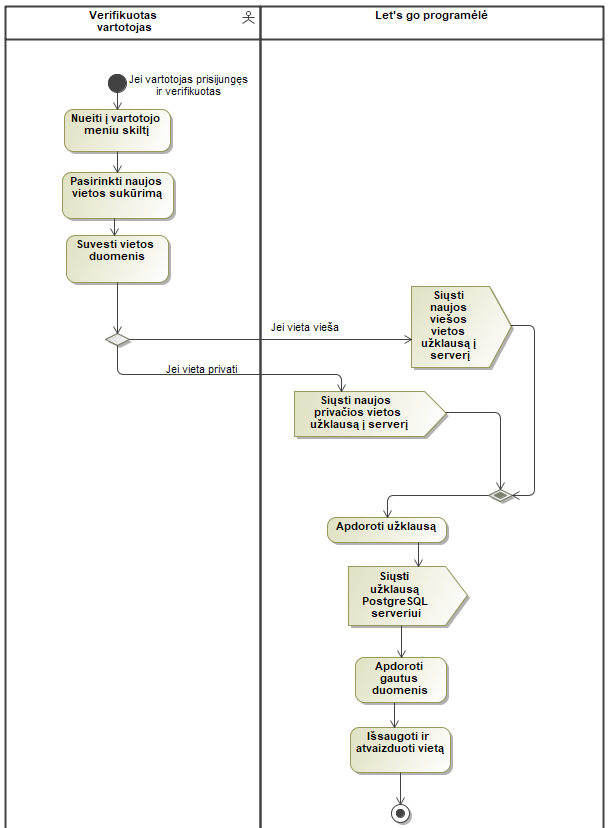 Verifikuotas
vartotojas
Let's go programėlė
Jei vartotojas prisijungęs
ir verifikuotas
Nueiti į vartotojo
meniu skiltį
Pasirinkti naujos
vietos sukūrimą
Suvesti vietos
duomenis
Jei vieta vieša
Siųsti
naujos
viešos
vietos
užklausą į
serverį
Jei vieta privati
Siųsti naujos
privačios vietos
užklausą į serverį
Apdoroti užklausą
Siųsti
užklausą
PostgreSQL
serveriui
Apdoroti
gautus
duomenis
Išsaugoti ir
atvaizduoti vietą